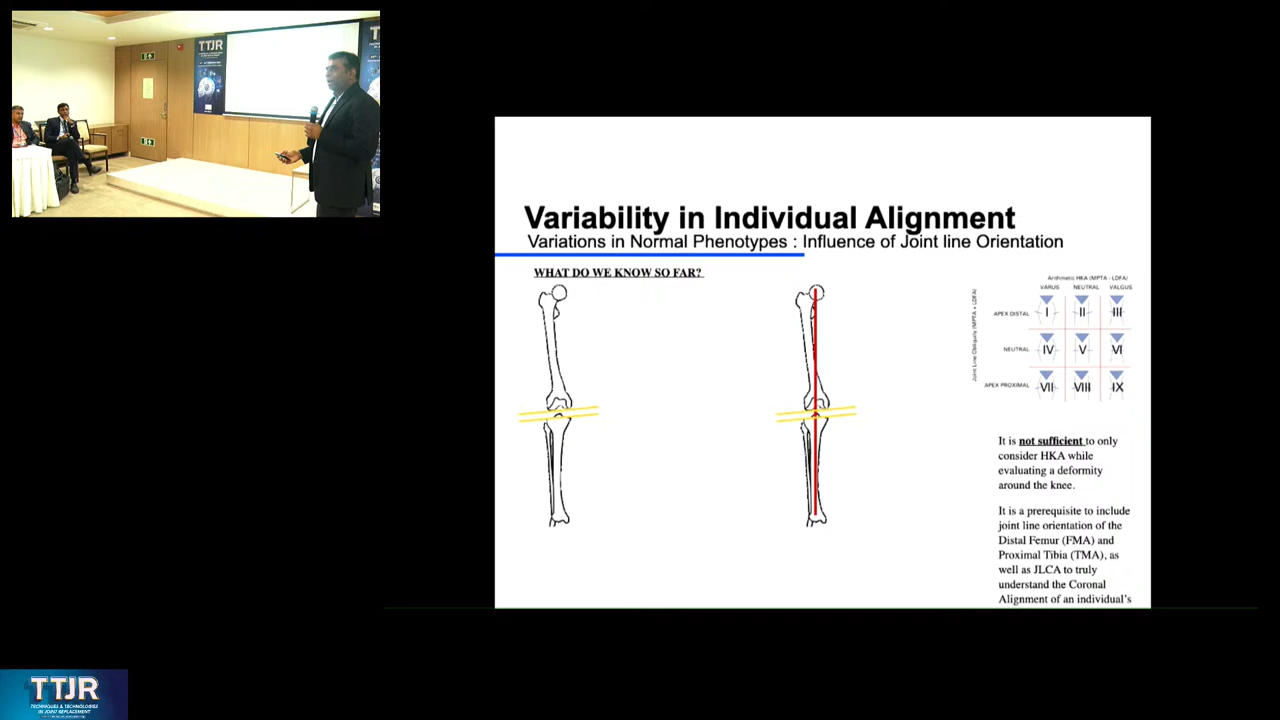 TTJR
Variability in Individual Alignment
Variations in Normal Phenotypes : Influence of Joint line Orientation
WHAT DO WE KNOW SO FAR?
Arithmetic HKA (MPTA - LDFA)
VARUS NEUTRAL VALGUS
Joint Line Obliquity (MPTA + LDFA)
APEX DISTAL I II III
NEUTRAL IV V VI
APEX PROXIMAL VII VIII IX
It is not sufficient to only
consider HKA while
evaluating a deformity
around the knee.
It is a prerequisite to include
joint line orientation of the
Distal Femur (FMA) and
Proximal Tibia (TMA), as
well as JLCA to truly
understand the Coronal
Alignment of an individual's
TTJR
TECHNIQUES & TECHNOLOGIES
IN JOINT REPLACEMENT